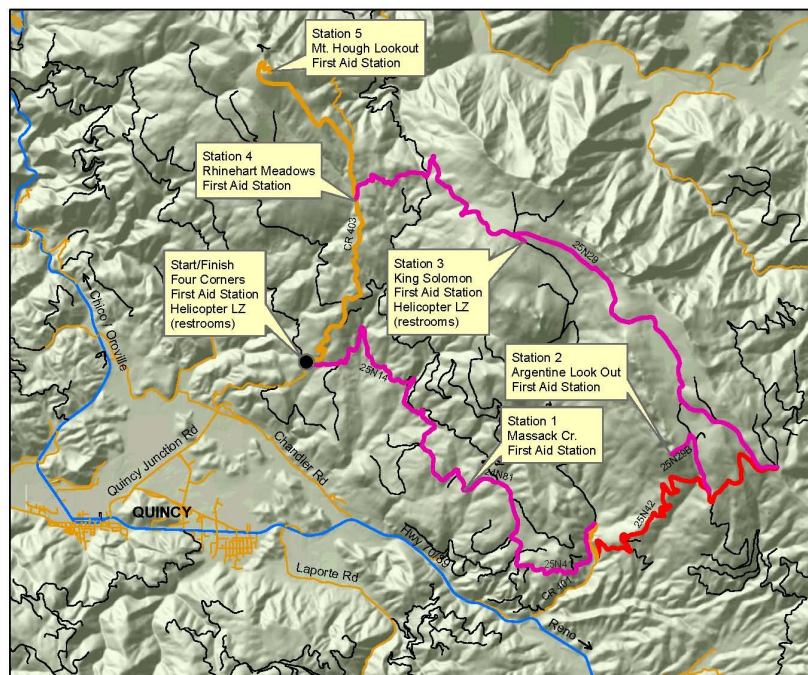 Station 5
Mt. Hough Lookout
First Aid Station
Station 4
Rhinehart Meadows
First Aid Station
CR 403
Start/Finish
Four Corners
First Aid Station
Helicopter LZ
(restrooms)
Station 3
King Solomon
First Aid Station
Helicopter LZ
(restrooms)
25N29
Chico / Oroville
Station 2
Argentine Look Out
First Aid Station
25N14
Station 1
Massack Cr.
First Aid Station
25N29B
24N81
Quincy Junction Rd
Chandler Rd
QUINCY
25N42
Hwy 70/89
25N41
Laporte Rd
CR 401
Reno